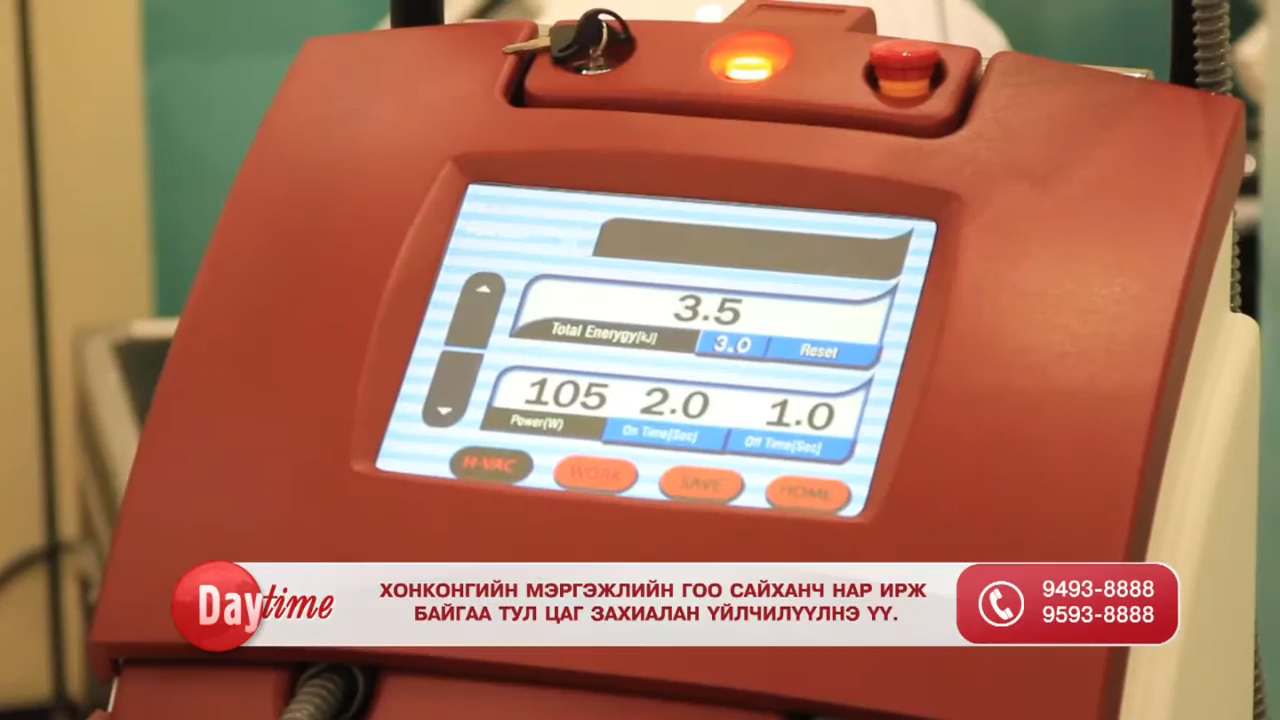 3.5
Total Enerygy[kJ] 3.0 Reset
105 2.0 1.0
Power(W) On Time[Sec] Off Time[Sec]
H-VAC WORK SAVE HOME
Daytime
ХОНКОНГИЙН МЭРГЭЖЛИЙН ГОО САЙХАНЧ НАР ИРЖ
БАЙГАА ТУЛ ЦАГ ЗАХИАЛАН ҮЙЛЧИЛҮҮЛНЭ ҮҮ.
9493-8888
9593-8888